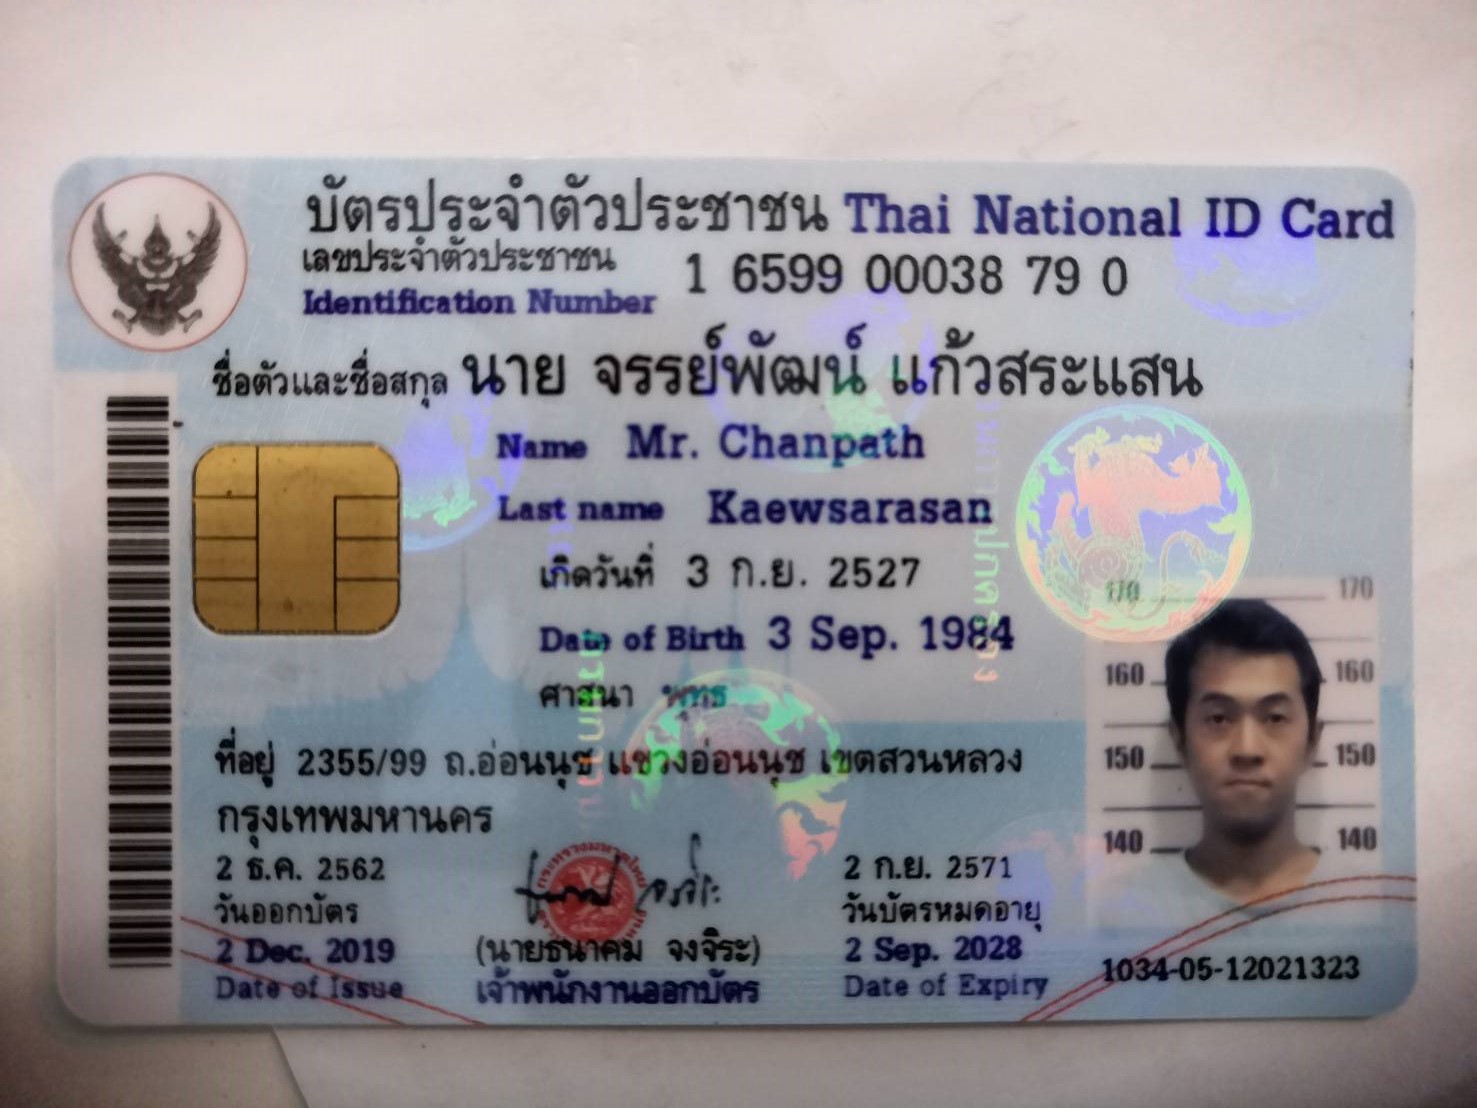 บัตรประจำตัวประชาชน Thai National ID Card
เลขประจำตัวประชาชน
Identification Number 1 6599 00038 79 0
ชื่อตัวและชื่อสกุล นาย จรรย์พัฒน์ แก้วสระแสน
Name Mr. Chanpath
Last name Kaewsarasan
เกิดวันที่ 3 ก.ย. 2527
Date of Birth 3 Sep. 1984
ศาสนา พุทธ
ที่อยู่ 2355/99 ถ.อ่อนนุช แขวงอ่อนนุช เขตสวนหลวง
กรุงเทพมหานคร
170 170
160 160
150 150
140 140
2 ธ.ค. 2562
วันออกบัตร
2 Dec. 2019
Date of Issue
(นายธนาคม จงจิระ)
เจ้าพนักงานออกบัตร
2 ก.ย. 2571
วันบัตรหมดอายุ
2 Sep. 2028
Date of Expiry
1034-05-12021323